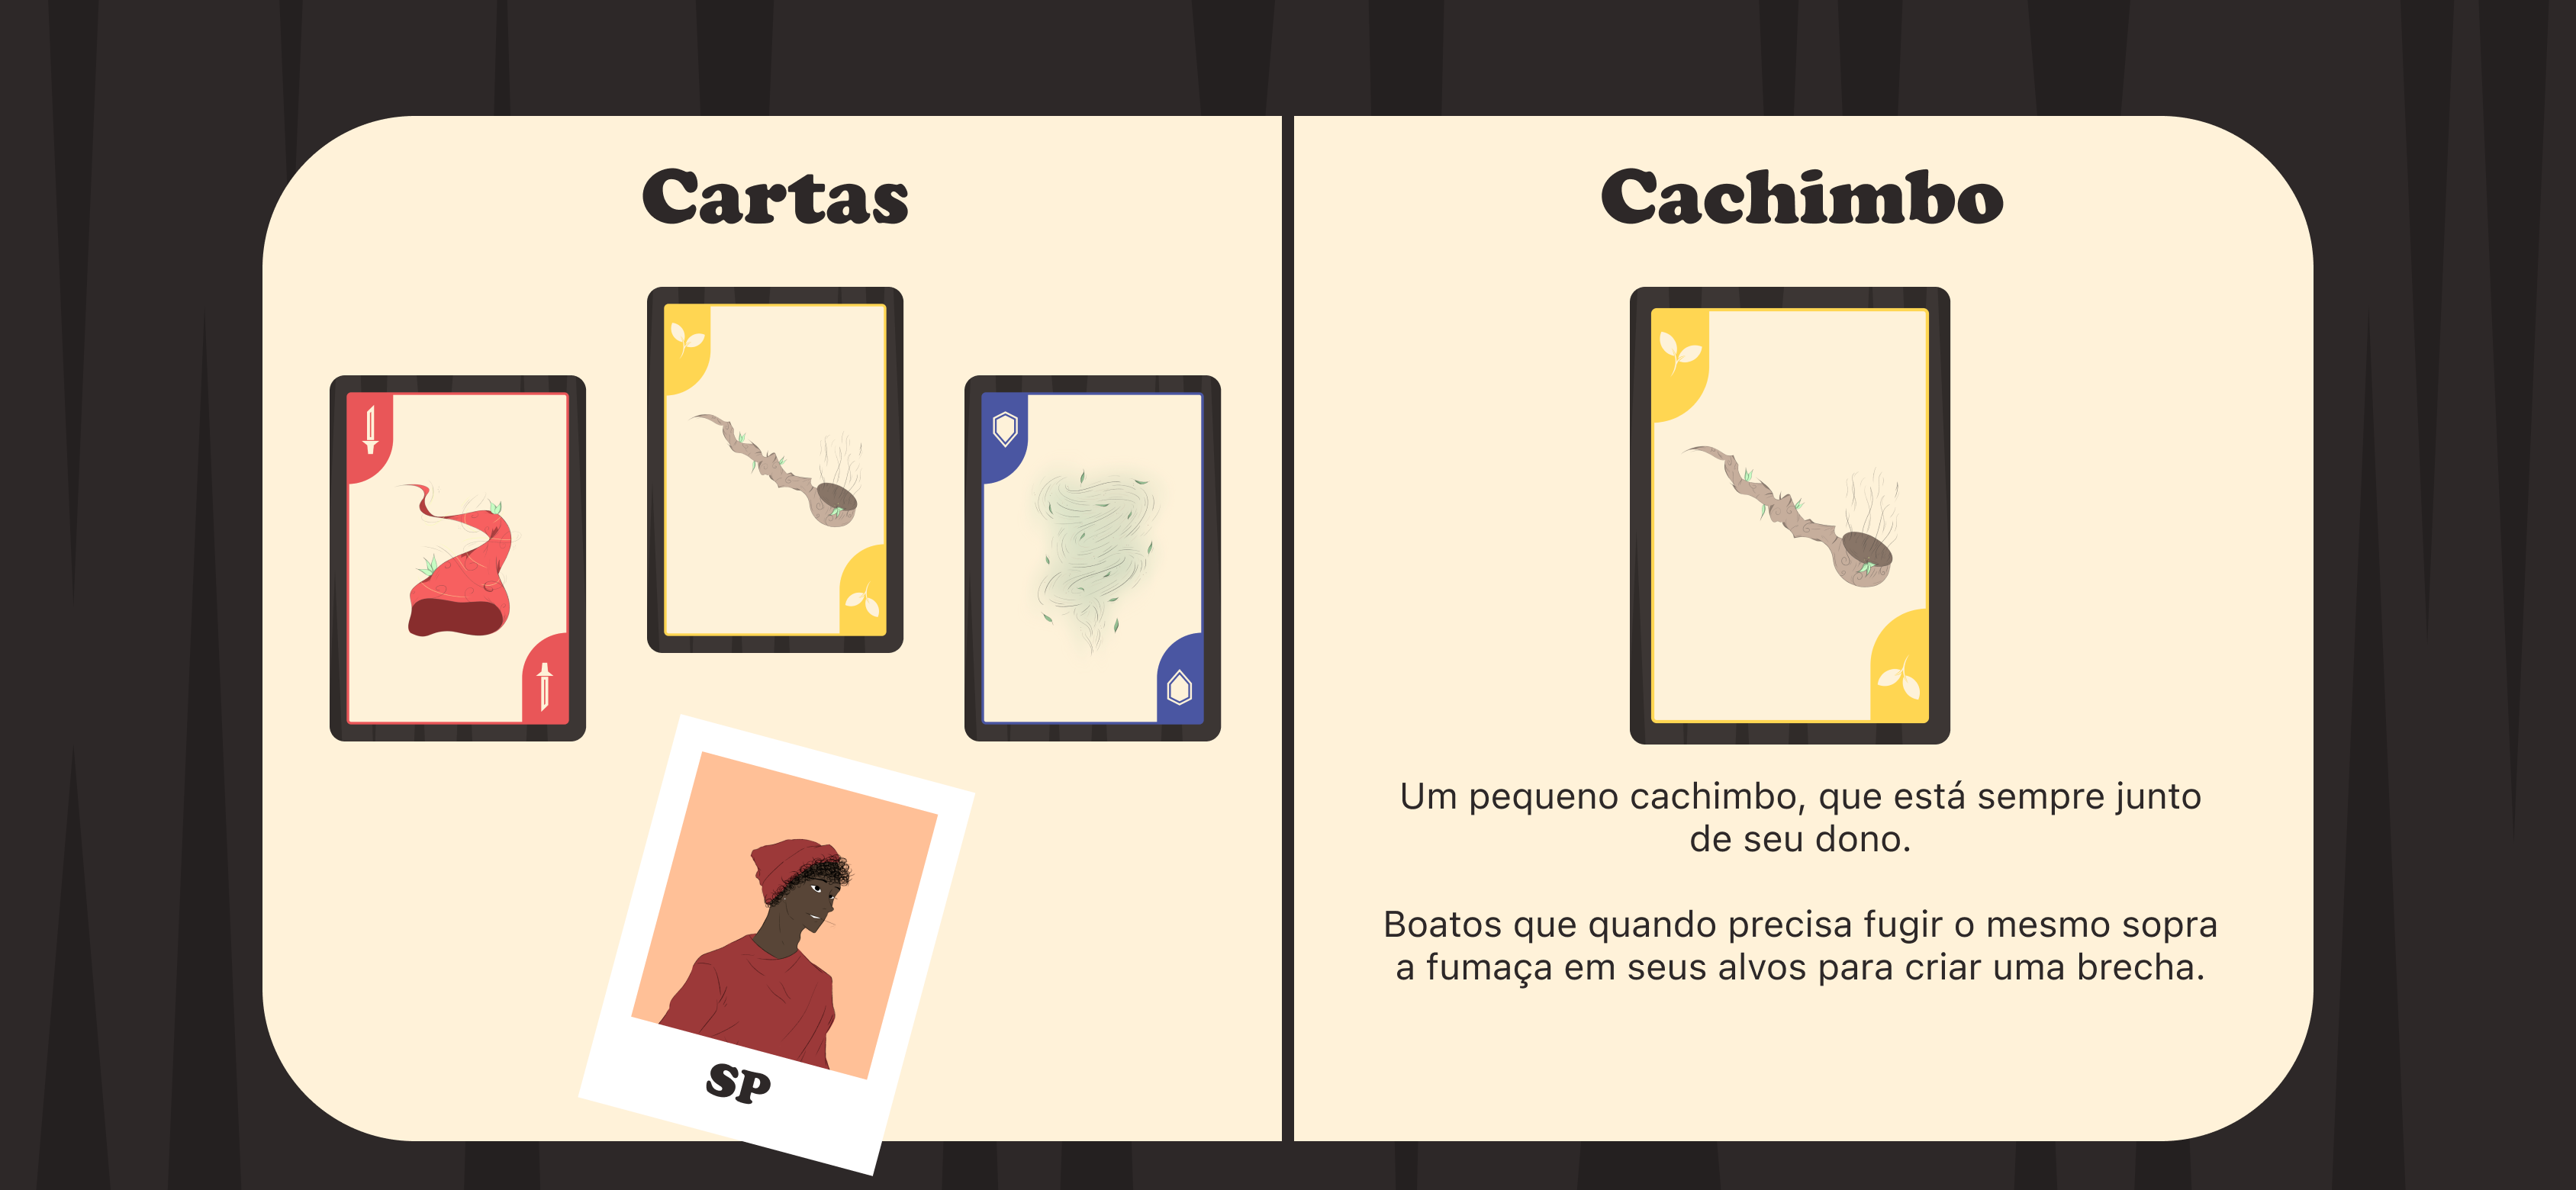 Cartas
SP
Cachimbo
Um pequeno cachimbo, que está sempre junto
de seu dono.
Boatos que quando precisa fugir o mesmo sopra
a fumaça em seus alvos para criar uma brecha.